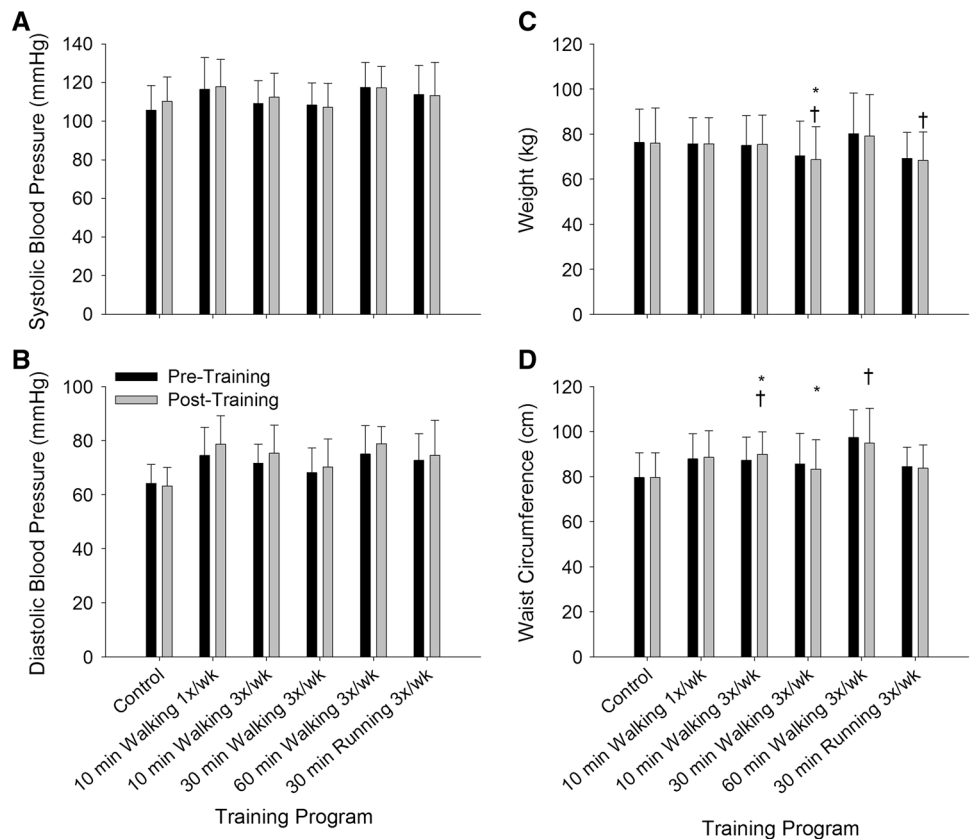 A
Systolic Blood Pressure (mmHg)
140
120
100
80
60
40
20
0
B
Diastolic Blood Pressure (mmHg)
100
80
60
40
20
0
Pre-Training
Post-Training
Control
10 min Walking 1x/wk
10 min Walking 3x/wk
30 min Walking 3x/wk
60 min Walking 3x/wk
30 min Running 3x/wk
Training Program
C
Weight (kg)
120
100
80
60
40
20
0
*
†
†
D
Waist Circumference (cm)
120
100
80
60
40
20
0
*
†
*
†
Control
10 min Walking 1x/wk
10 min Walking 3x/wk
30 min Walking 3x/wk
60 min Walking 3x/wk
30 min Running 3x/wk
Training Program